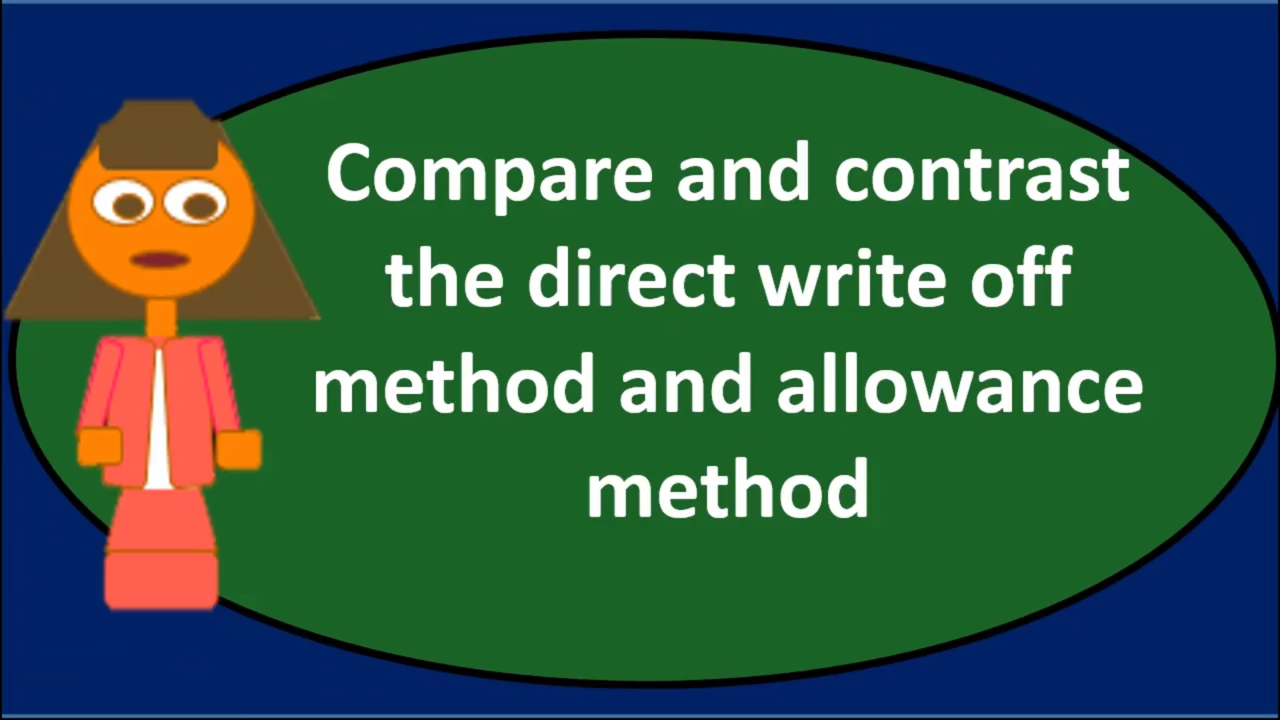 Compare and contrast
the direct write off
method and allowance
method